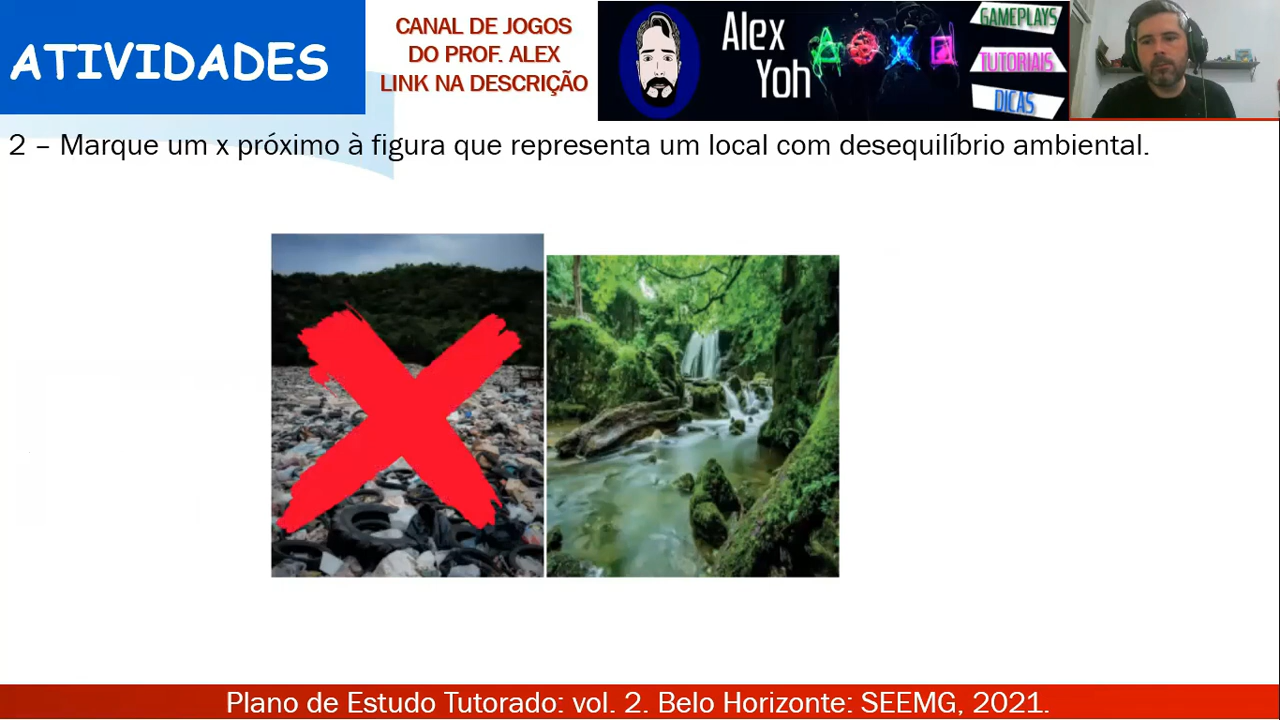 ATIVIDADES
CANAL DE JOGOS
DO PROF. ALEX
LINK NA DESCRIÇÃO
Alex
Yoh
GAMEPLAYS
TUTORIAIS
DICAS
2 – Marque um x próximo à figura que representa um local com desequilíbrio ambiental.
Plano de Estudo Tutorado: vol. 2. Belo Horizonte: SEEMG, 2021.